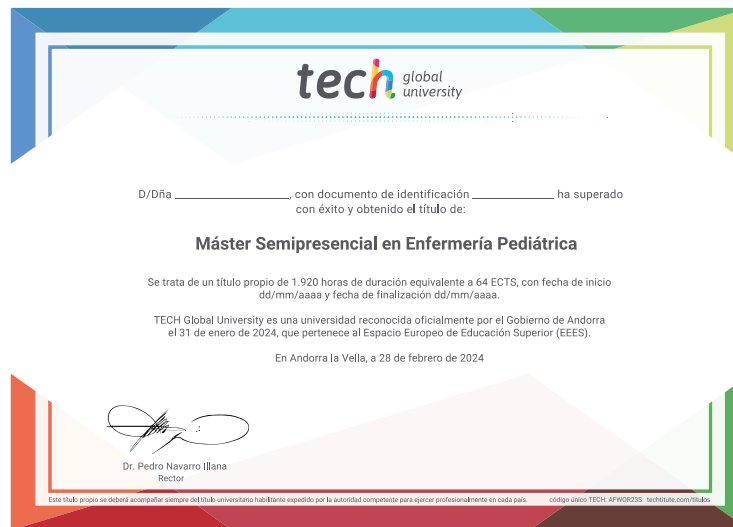 tech global university
D/Dña ____________________, con documento de identificación ______________ ha superado
con éxito y obtenido el título de:
Máster Semipresencial en Enfermería Pediátrica
Se trata de un título propio de 1.920 horas de duración equivalente a 64 ECTS, con fecha de inicio
dd/mm/aaaa y fecha de finalización dd/mm/aaaa.
TECH Global University es una universidad reconocida oficialmente por el Gobierno de Andorra
el 31 de enero de 2024, que pertenece al Espacio Europeo de Educación Superior (EEES).
En Andorra la Vella, a 28 de febrero de 2024
Dr. Pedro Navarro Illana
Rector
Este título propio se deberá acompañar siempre del título universitario habilitante expedido por la autoridad competente para ejercer profesionalmente en cada país. código único TECH: AFWOR23S techtitute.com/titulos